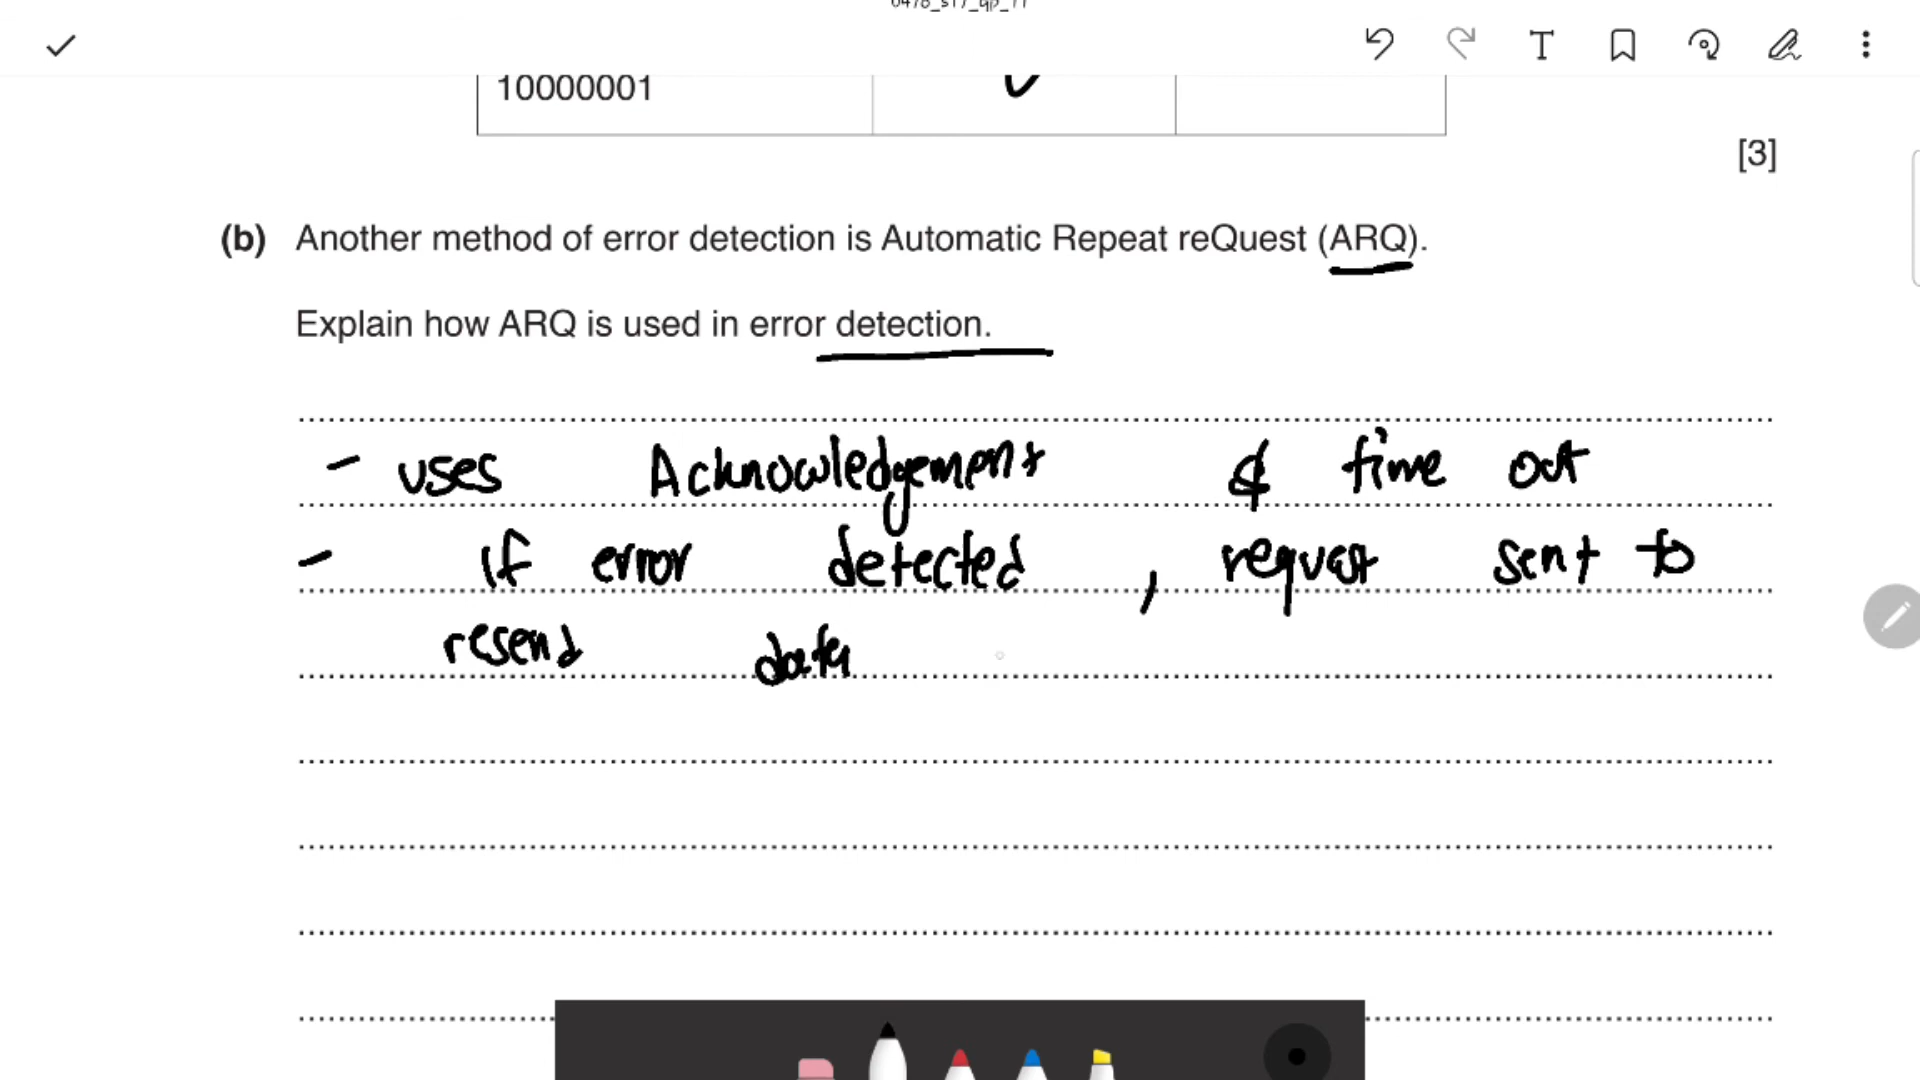 0478_s17_qp_11
10000001
[3]
(b) Another method of error detection is Automatic Repeat reQuest (ARQ).
Explain how ARQ is used in error detection.
- uses Acknowledgement & time out
- if error detected, request sent to
resend data